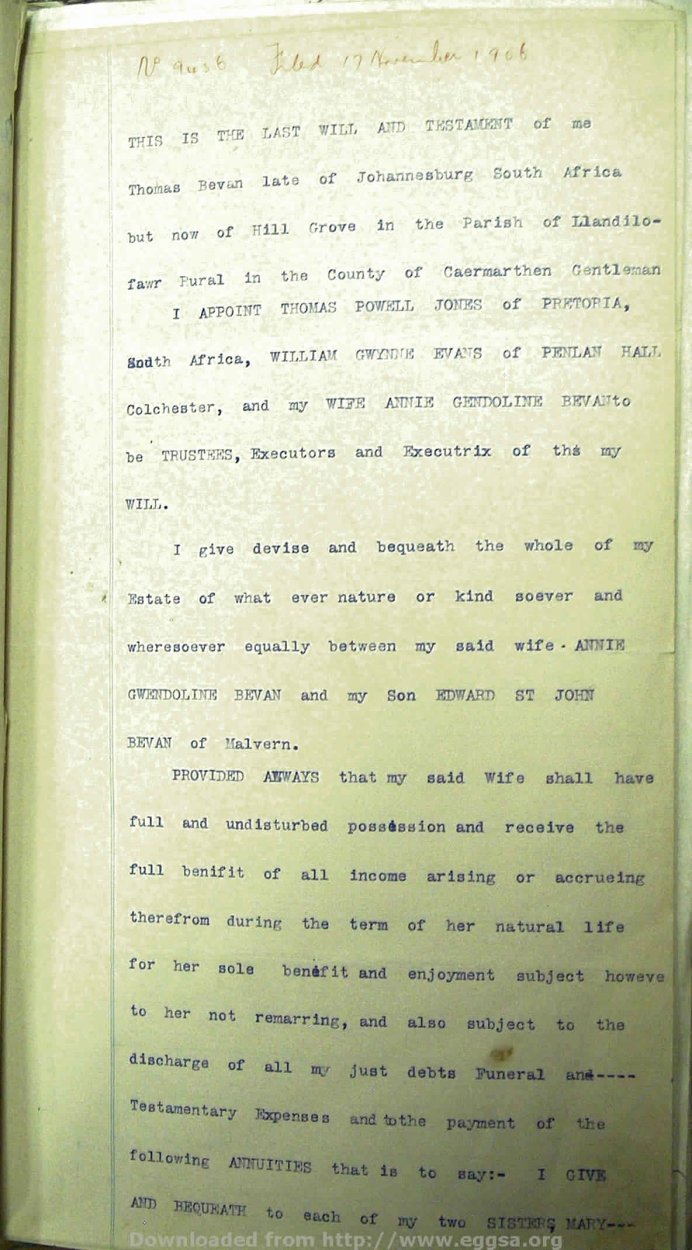 No 9436 Filed 17 November 1906
THIS IS THE LAST WILL AND TESTAMENT of me
Thomas Bevan late of Johannesburg South Africa
but now of Hill Grove in the Parish of Llandilo-
fawr Rural in the County of Caermarthen Gentleman
I APPOINT THOMAS POWELL JONES of PRETORIA,
South Africa, WILLIAM GWYNNE EVANS of PENLAN HALL
Colchester, and my WIFE ANNIE GENDOLINE BEVANto
be TRUSTEES, Executors and Executrix of ths my
WILL.
I give devise and bequeath the whole of my
Estate of what ever nature or kind soever and
wheresoever equally between my said wife - ANNIE
GWENDOLINE BEVAN and my Son EDWARD ST JOHN
BEVAN of Malvern.
PROVIDED AWWAYS that my said Wife shall have
full and undisturbed possession and receive the
full benifit of all income arising or accrueing
therefrom during the term of her natural life
for her sole benefit and enjoyment subject howeve
to her not remarring, and also subject to the
discharge of all my just debts Funeral and----
Testamentary Expenses and tothe payment of the
following ANNUITIES that is to say:- I GIVE
AND BEQUEATH to each of my two SISTERS MARY---
Downloaded from http://www.eggsa.org